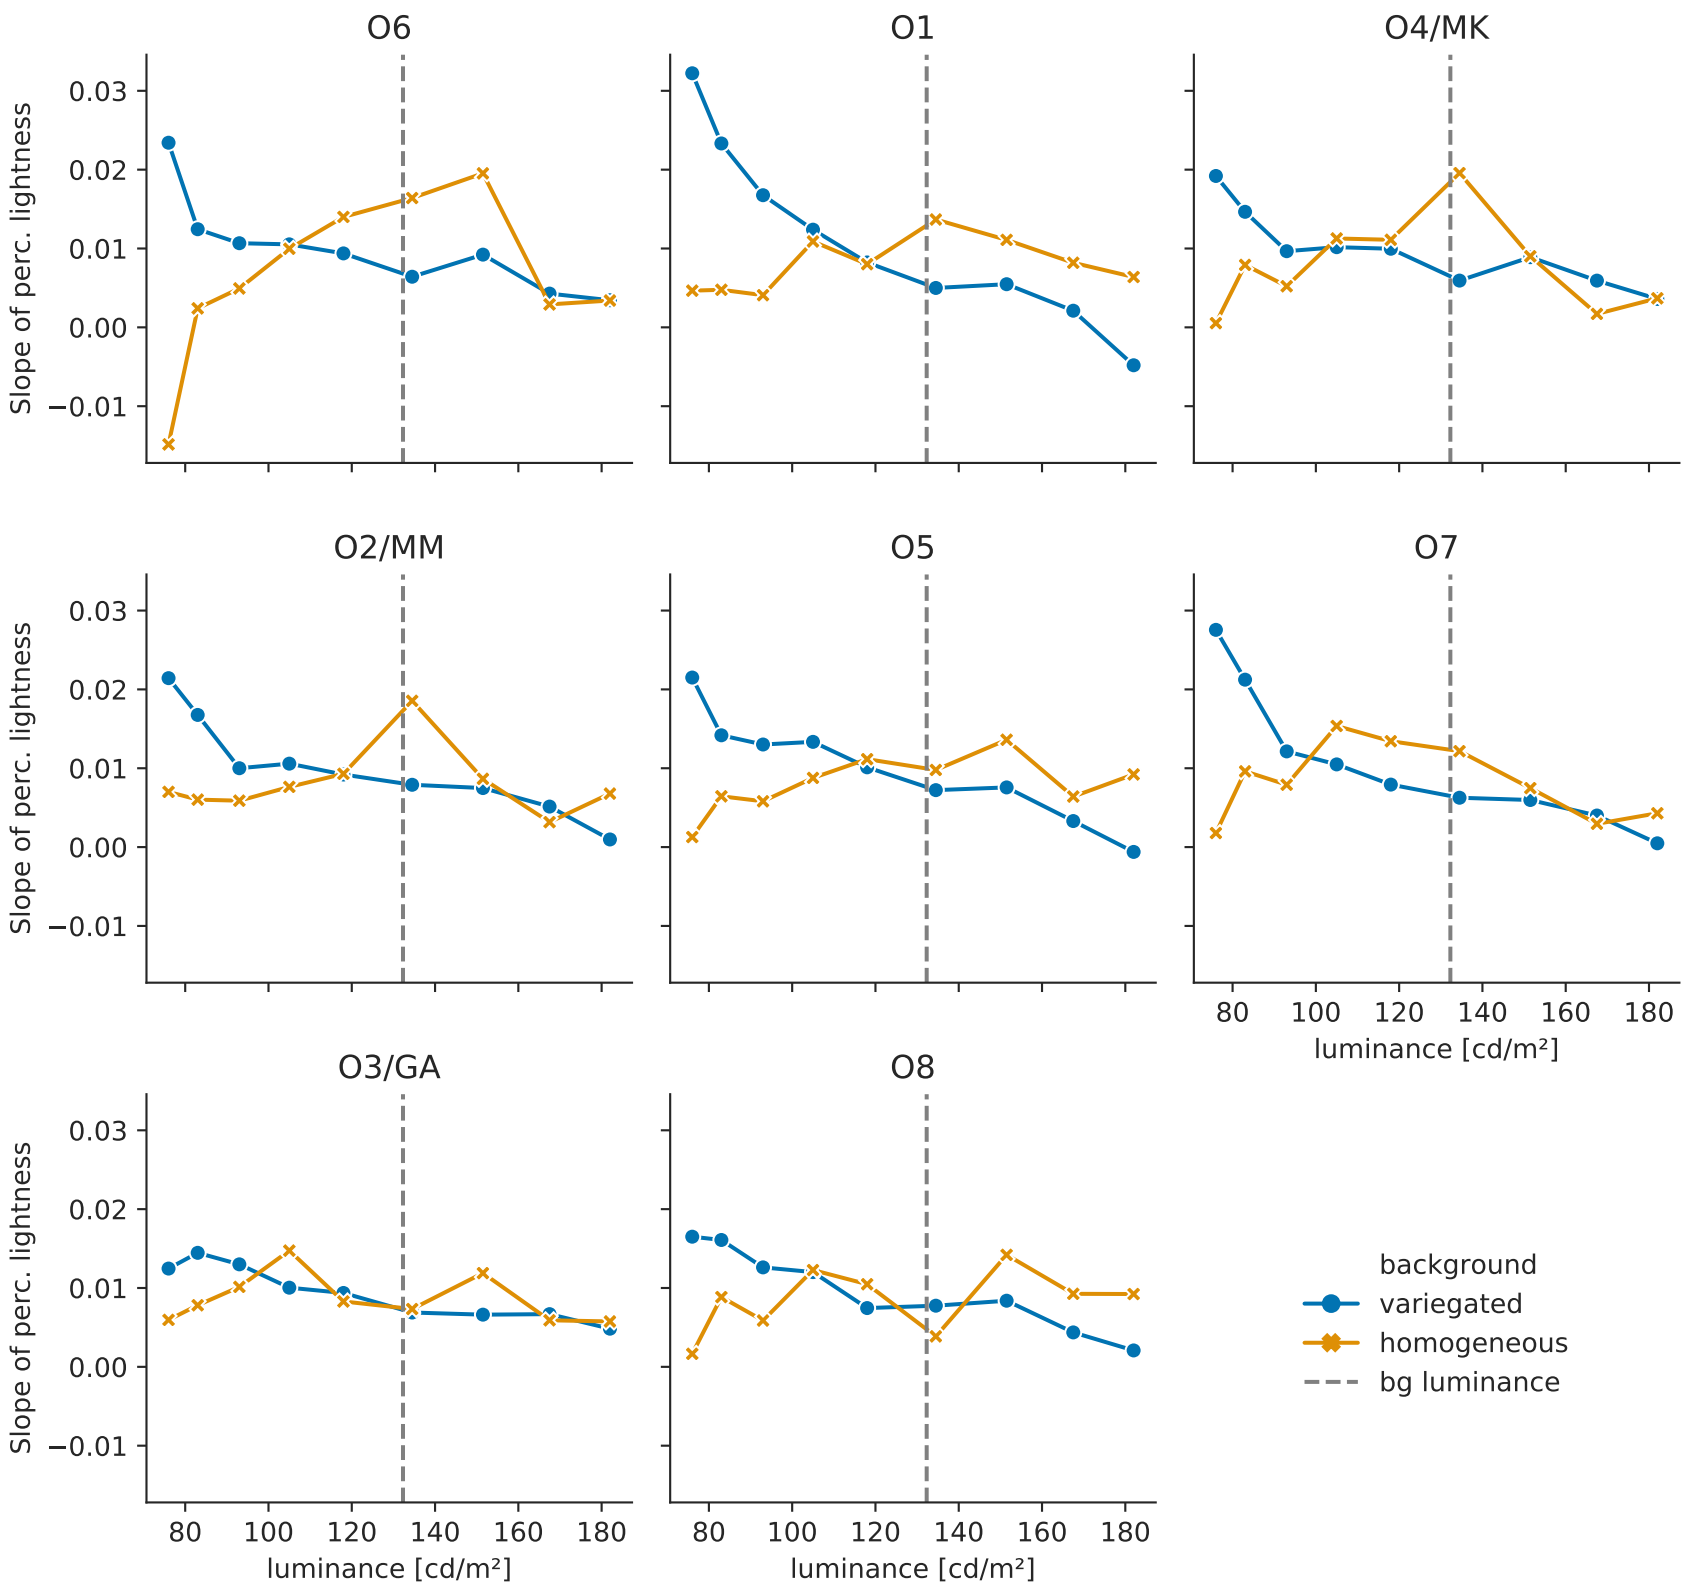 O6
O1
O4/MK
Slope of perc. lightness
0.03
0.02
0.01
0.00
−0.01
O2/MM
O5
O7
Slope of perc. lightness
0.03
0.02
0.01
0.00
−0.01
80 100 120 140 160 180
luminance [cd/m²]
O3/GA
O8
Slope of perc. lightness
0.03
0.02
0.01
0.00
−0.01
80 100 120 140 160 180
luminance [cd/m²]
80 100 120 140 160 180
luminance [cd/m²]
background
variegated
homogeneous
bg luminance